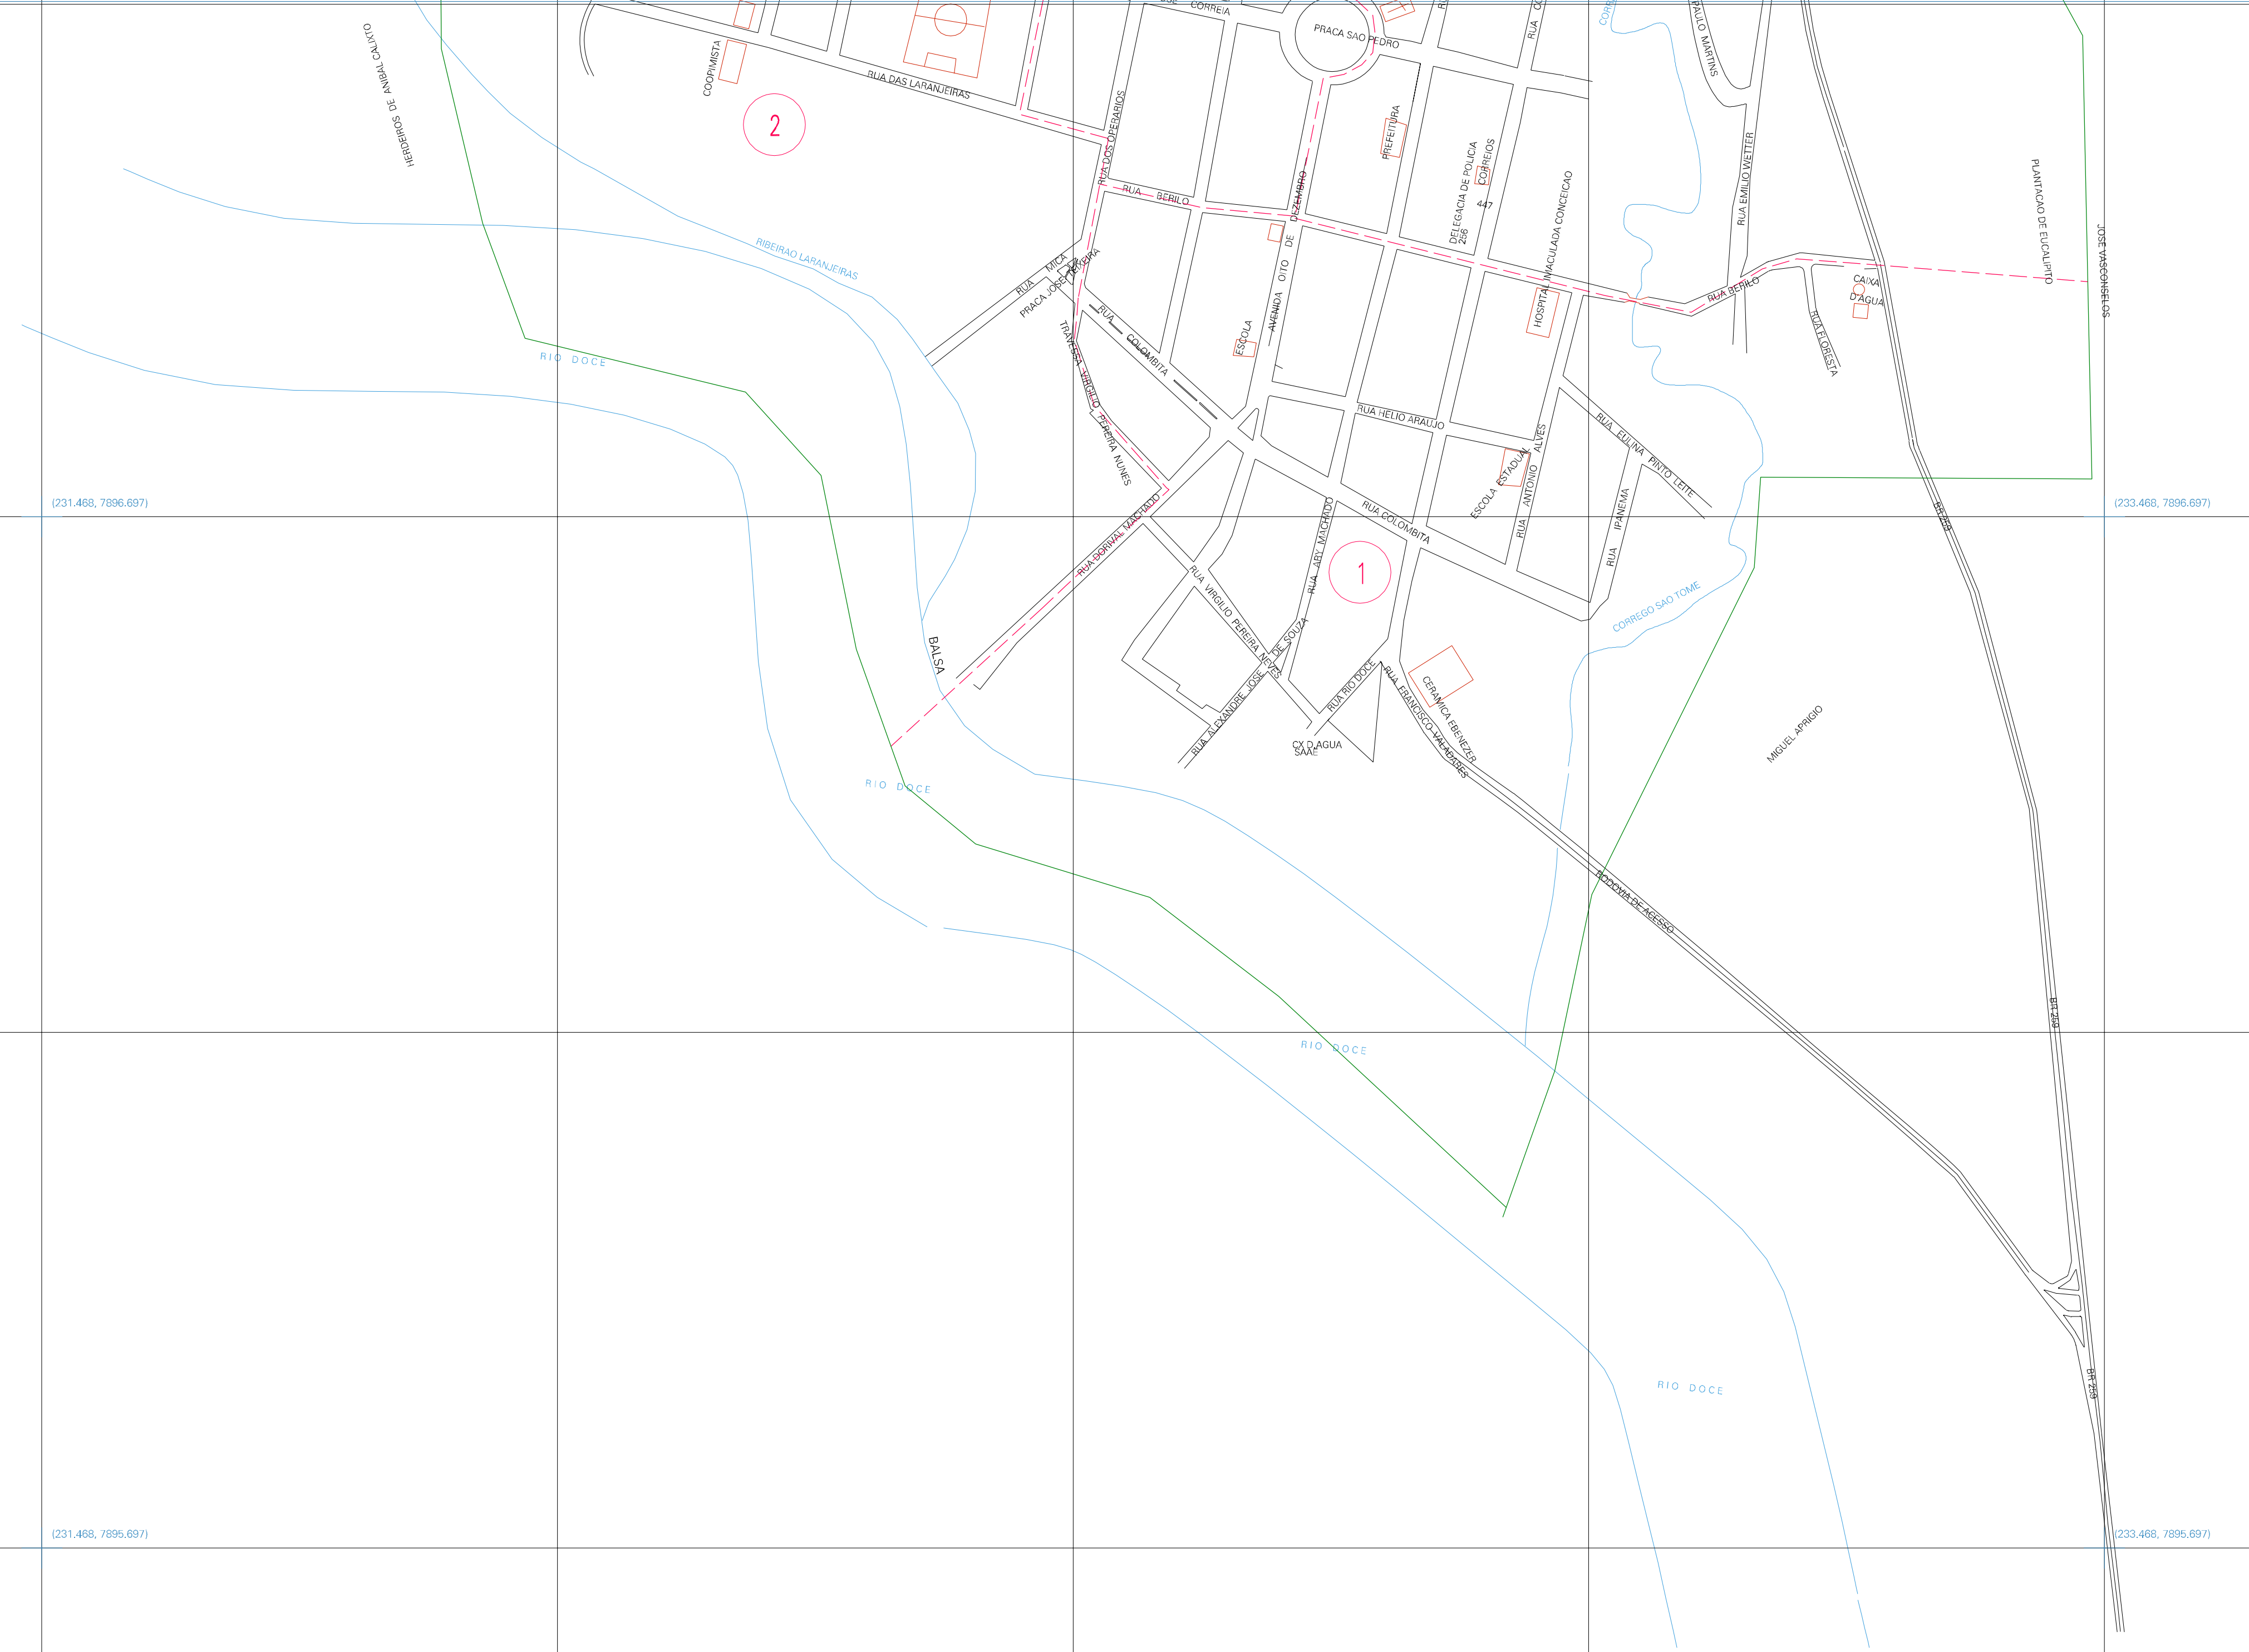 HERDEIROS DE ANIBAL CALIXTO
COOPIMISTA
2
RUA DAS LARANJEIRAS
CORREIA
PRACA SAO PEDRO
RUA DOS OPERARIOS
PREFEITURA
DELEGACIA DE POLICIA
256
CORREIOS
447
HOSPITAL IMACULADA CONCEICAO
PAULO MARTINS
RUA EMILIO WETTER
PLANTACAO DE EUCALIPITO
JOSE VASCONSELOS
RUA BERILO
RIBEIRAO LARANJEIRAS
RUA MICA
PRACA JOSE TEIXEIRA
AVENIDA OITO DE DEZEMBRO
ESCOLA
RUA COLOMBITA
TRAVESSA VIRGILIO PEREIRA NUNES
RUA BERILO
CAIXA
D'AGUA
RUA FLORESTA
RIO DOCE
RUA HELIO ARAUJO
RUA EULINA PINTO LEITE
ESCOLA ESTADUAL
RUA ANTONIO ALVES
RUA IPANEMA
(231.468, 7896.697)
(233.468, 7896.697)
BR 259
RUA DORIVAL MACHADO
RUA ARY MACHADO
RUA COLOMBITA
1
CORREGO SAO TOME
RUA VIRGILIO PEREIRA NEVES
BALSA
RUA ALEXANDRE JOSE DE SOUZA
RUA RIO DOCE
RUA FRANCISCO VALADARES
CERAMICA EBENEZER
CX D.AGUA
SAAE
MIGUEL APRIGIO
RIO DOCE
RODOVIA DE ACESSO
BR 259
RIO DOCE
RIO DOCE
BR 259
(231.468, 7895.697)
(233.468, 7895.697)